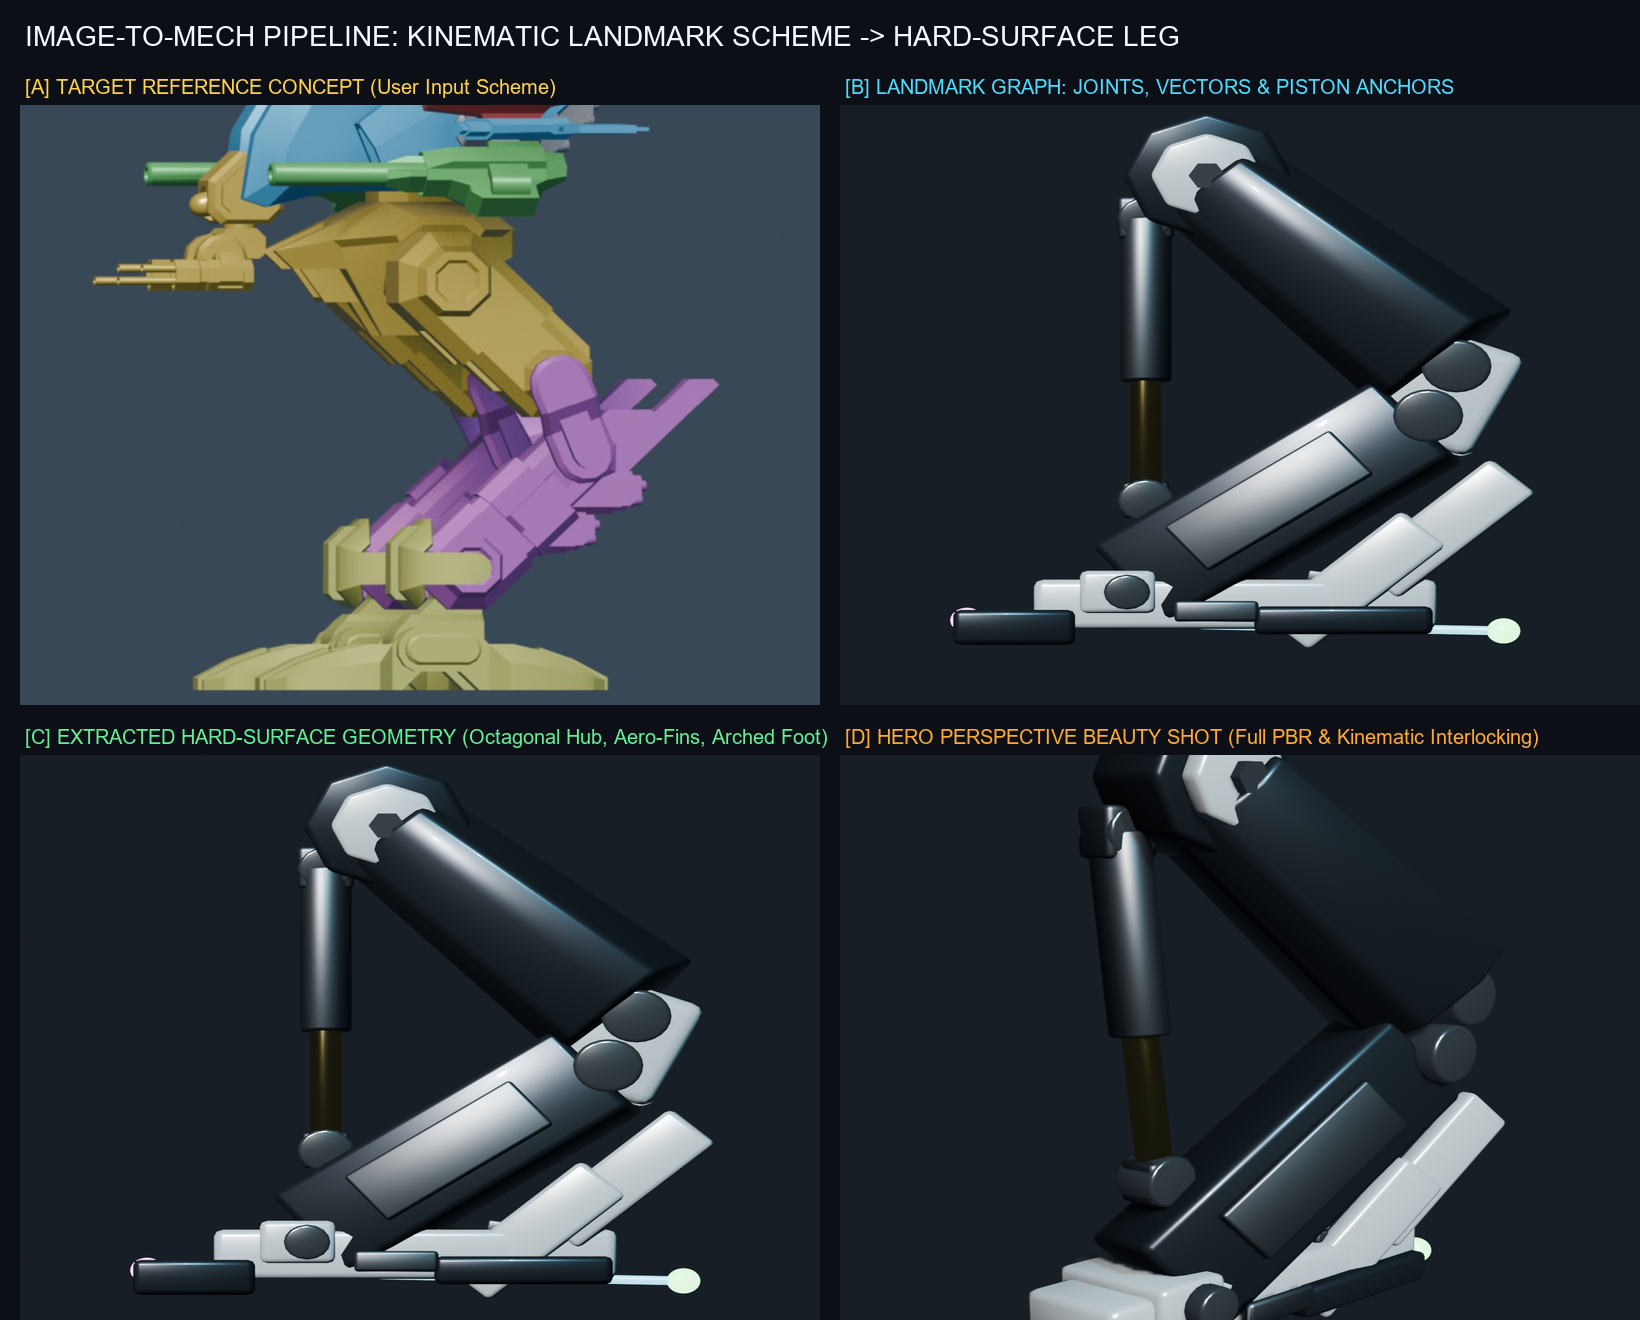 IMAGE-TO-MECH PIPELINE: KINEMATIC LANDMARK SCHEME -> HARD-SURFACE LEG
[A] TARGET REFERENCE CONCEPT (User Input Scheme)
[B] LANDMARK GRAPH: JOINTS, VECTORS & PISTON ANCHORS
[C] EXTRACTED HARD-SURFACE GEOMETRY (Octagonal Hub, Aero-Fins, Arched Foot)
[D] HERO PERSPECTIVE BEAUTY SHOT (Full PBR & Kinematic Interlocking)